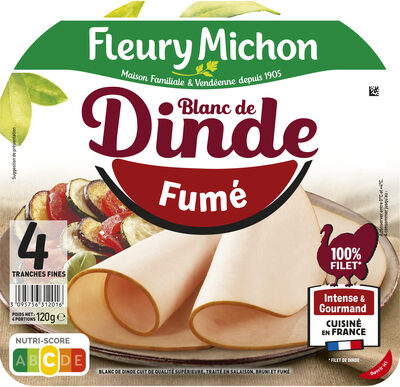 Fleury Michon
Maison Familiale & Vendéenne depuis 1905
Blanc de
Dinde
Fumé
Suggestion de présentation
4
TRANCHES FINES
3 095756 312016
POIDS NET :
4 PORTIONS
120g e
NUTRI-SCORE
A B C D E
100%
FILET*
Intense &
Gourmand
CUISINÉ
EN FRANCE
* FILET DE DINDE
Ouvrez ici
BLANC DE DINDE CUIT DE QUALITÉ SUPÉRIEURE, TRAITÉ EN SALAISON, BRUNI ET FUMÉ